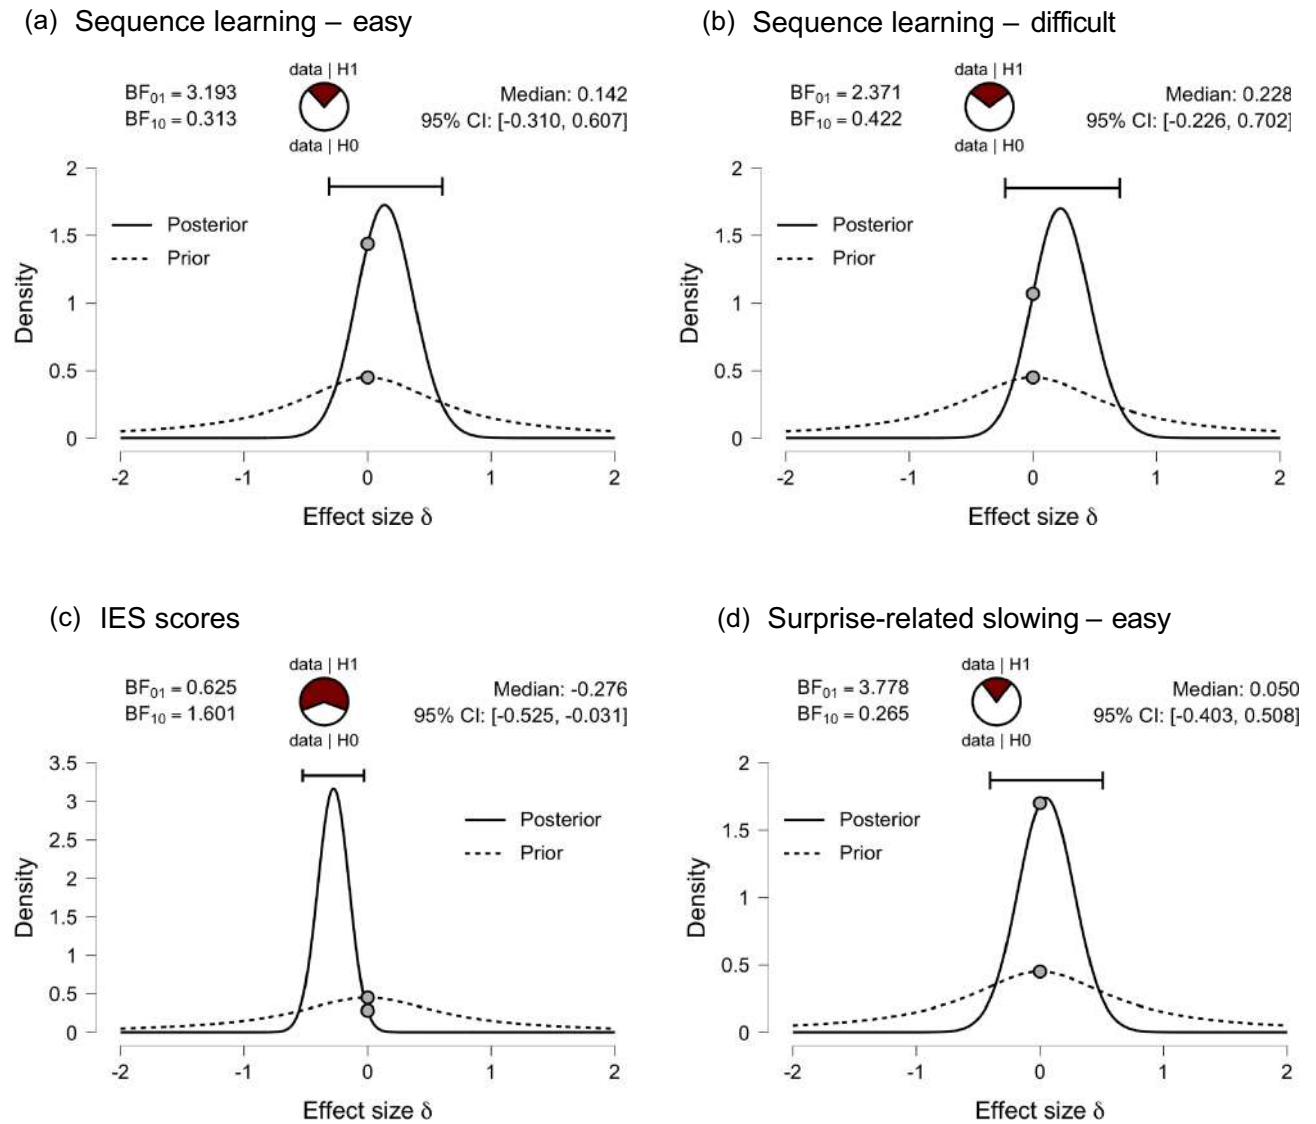 (a) Sequence learning – easy
data | H1
BF01 = 3.193
BF10 = 0.313
Median: 0.142
95% CI: [-0.310, 0.607]
data | H0
2
1.5
1
0.5
0
Density
Posterior
Prior
-2 -1 0 1 2
Effect size δ
(b) Sequence learning – difficult
data | H1
BF01 = 2.371
BF10 = 0.422
Median: 0.228
95% CI: [-0.226, 0.702]
data | H0
2
1.5
1
0.5
0
Density
Posterior
Prior
-2 -1 0 1 2
Effect size δ
(c) IES scores
data | H1
BF01 = 0.625
BF10 = 1.601
Median: -0.276
95% CI: [-0.525, -0.031]
data | H0
3.5
3
2.5
2
1.5
1
0.5
0
Density
Posterior
Prior
-2 -1 0 1 2
Effect size δ
(d) Surprise-related slowing – easy
data | H1
BF01 = 3.778
BF10 = 0.265
Median: 0.050
95% CI: [-0.403, 0.508]
data | H0
2
1.5
1
0.5
0
Density
Posterior
Prior
-2 -1 0 1 2
Effect size δ